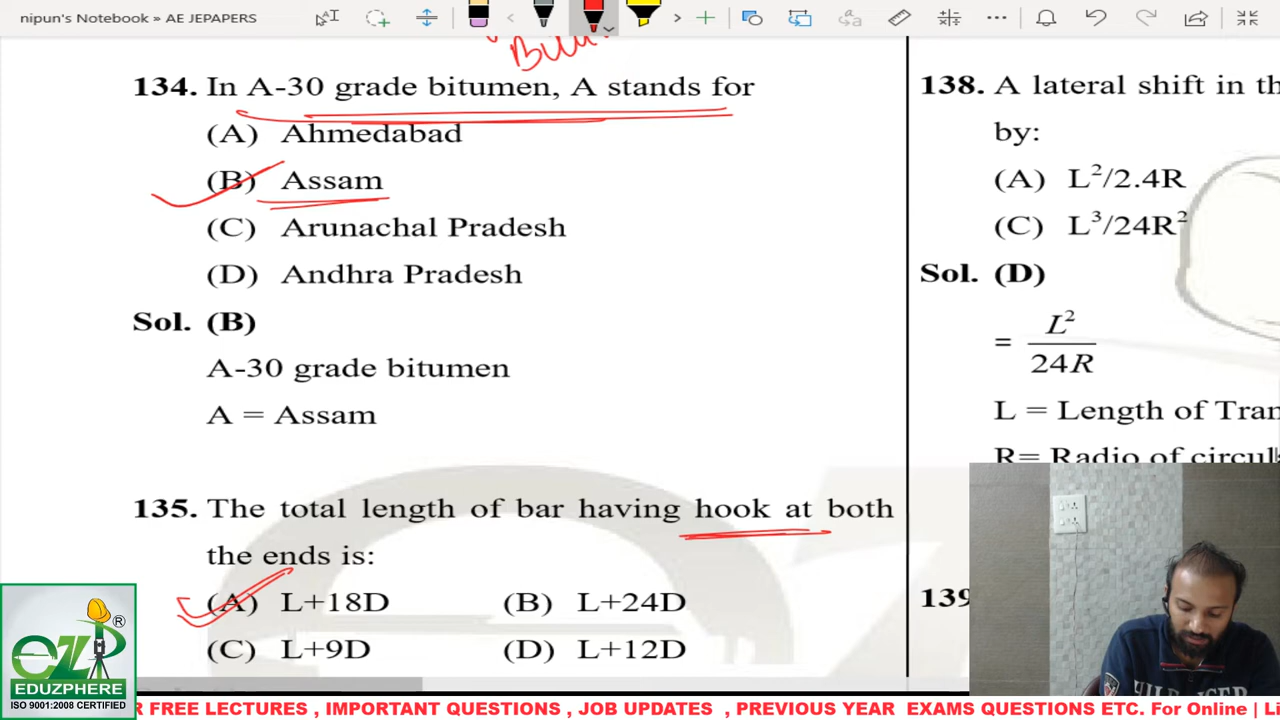 nipun's Notebook » AE JEPAPERS
134. In A-30 grade bitumen, A stands for
(A) Ahmedabad
(B) Assam
(C) Arunachal Pradesh
(D) Andhra Pradesh
Sol. (B)
A-30 grade bitumen
A = Assam
135. The total length of bar having hook at both
the ends is:
(A) L+18D (B) L+24D
(C) L+9D (D) L+12D
138. A lateral shift in th
by:
(A) L²/2.4R
(C) L³/24R²
Sol. (D)
= L²/24R
L = Length of Tran
R= Radio of circul
139
EZP ®
EDUZPHERE
ISO 9001:2008 CERTIFIED
R FREE LECTURES , IMPORTANT QUESTIONS , JOB UPDATES , PREVIOUS YEAR EXAMS QUESTIONS ETC. For Online | Li